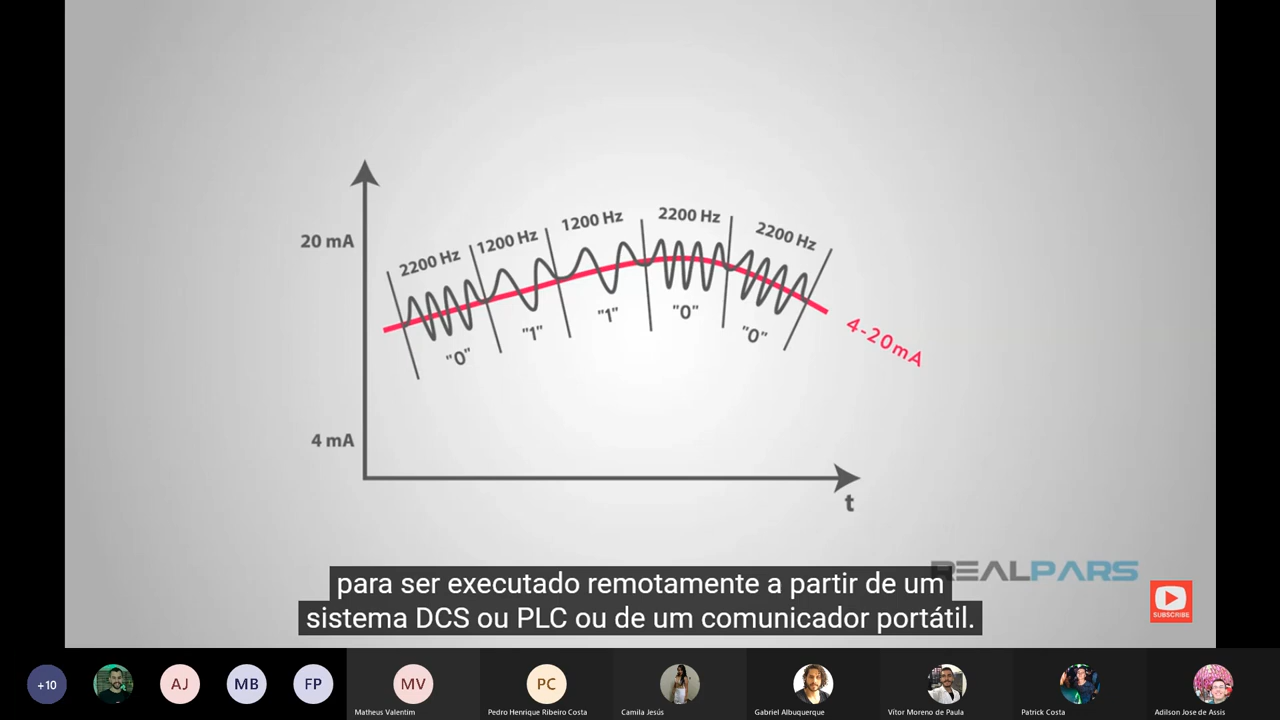 20 mA
4 mA
2200 Hz
1200 Hz
1200 Hz
2200 Hz
2200 Hz
"0"
"1"
"1"
"0"
"0"
4-20mA
t
REALPARS
SUBSCRIBE
para ser executado remotamente a partir de um
sistema DCS ou PLC ou de um comunicador portátil.
+10
AJ
MB
FP
MV
PC
Matheus Valentim
Pedro Henrique Ribeiro Costa
Camila Jesús
Gabriel Albuquerque
Vítor Moreno de Paula
Patrick Costa
Adilson Jose de Assis